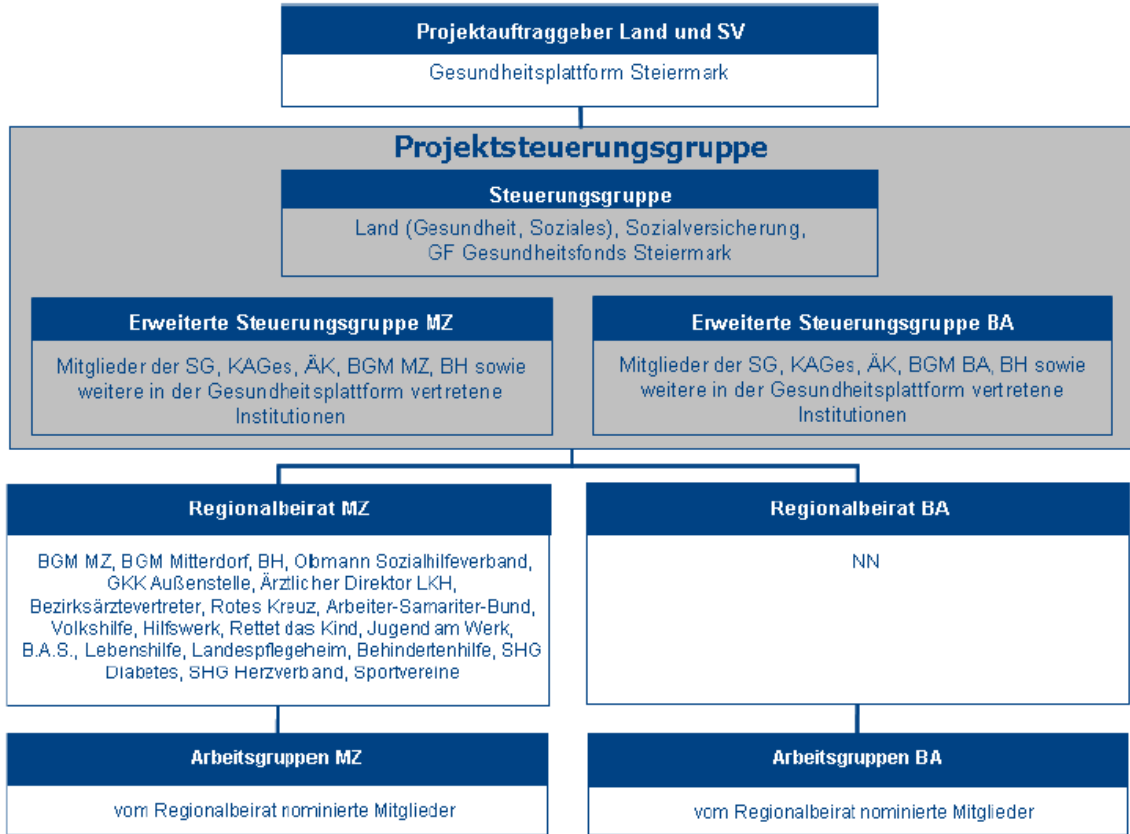 Projektauftraggeber Land und SV
Gesundheitsplattform Steiermark
Projektsteuerungsgruppe
Steuerungsgruppe
Land (Gesundheit, Soziales), Sozialversicherung,
GF Gesundheitsfonds Steiermark
Erweiterte Steuerungsgruppe MZ
Mitglieder der SG, KAGes, ÄK, BGM MZ, BH sowie
weitere in der Gesundheitsplattform vertretene
Institutionen
Erweiterte Steuerungsgruppe BA
Mitglieder der SG, KAGes, ÄK, BGM BA, BH sowie
weitere in der Gesundheitsplattform vertretene
Institutionen
Regionalbeirat MZ
BGM MZ, BGM Mitterdorf, BH, Obmann Sozialhilfeverband,
GKK Außenstelle, Ärztlicher Direktor LKH,
Bezirksärztevertreter, Rotes Kreuz, Arbeiter-Samariter-Bund,
Volkshilfe, Hilfswerk, Rettet das Kind, Jugend am Werk,
B.A.S., Lebenshilfe, Landespflegeheim, Behindertenhilfe, SHG
Diabetes, SHG Herzverband, Sportvereine
Regionalbeirat BA
NN
Arbeitsgruppen MZ
vom Regionalbeirat nominierte Mitglieder
Arbeitsgruppen BA
vom Regionalbeirat nominierte Mitglieder